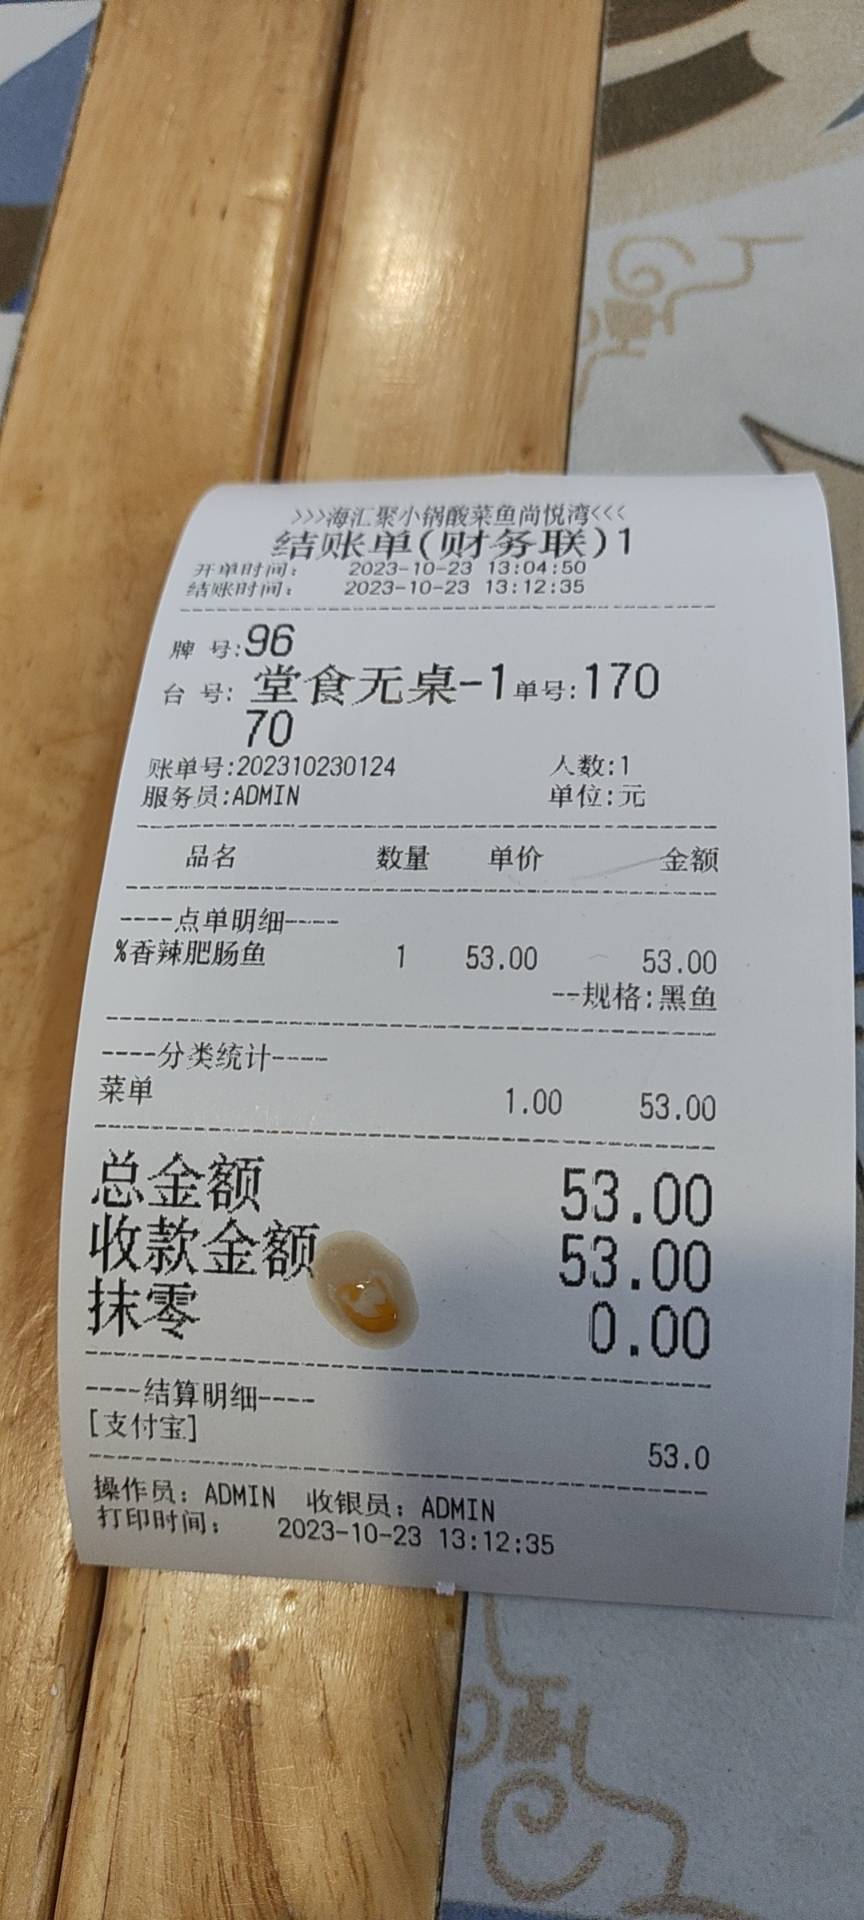 >>>海汇聚小锅酸菜鱼尚悦湾<<<
结账单(财务联)1
开单时间: 2023-10-23 13:04:50
结账时间: 2023-10-23 13:12:35
牌 号:96
台 号: 堂食无桌-1 单号:170
70
账单号:202310230124 人数:1
服务员:ADMIN 单位:元
品名 数量 单价 金额
----点单明细----
%香辣肥肠鱼 1 53.00 53.00
--规格:黑鱼
----分类统计----
菜单 1.00 53.00
总金额 53.00
收款金额 53.00
抹零 0.00
----结算明细----
[支付宝] 53.0
操作员: ADMIN 收银员: ADMIN
打印时间: 2023-10-23 13:12:35